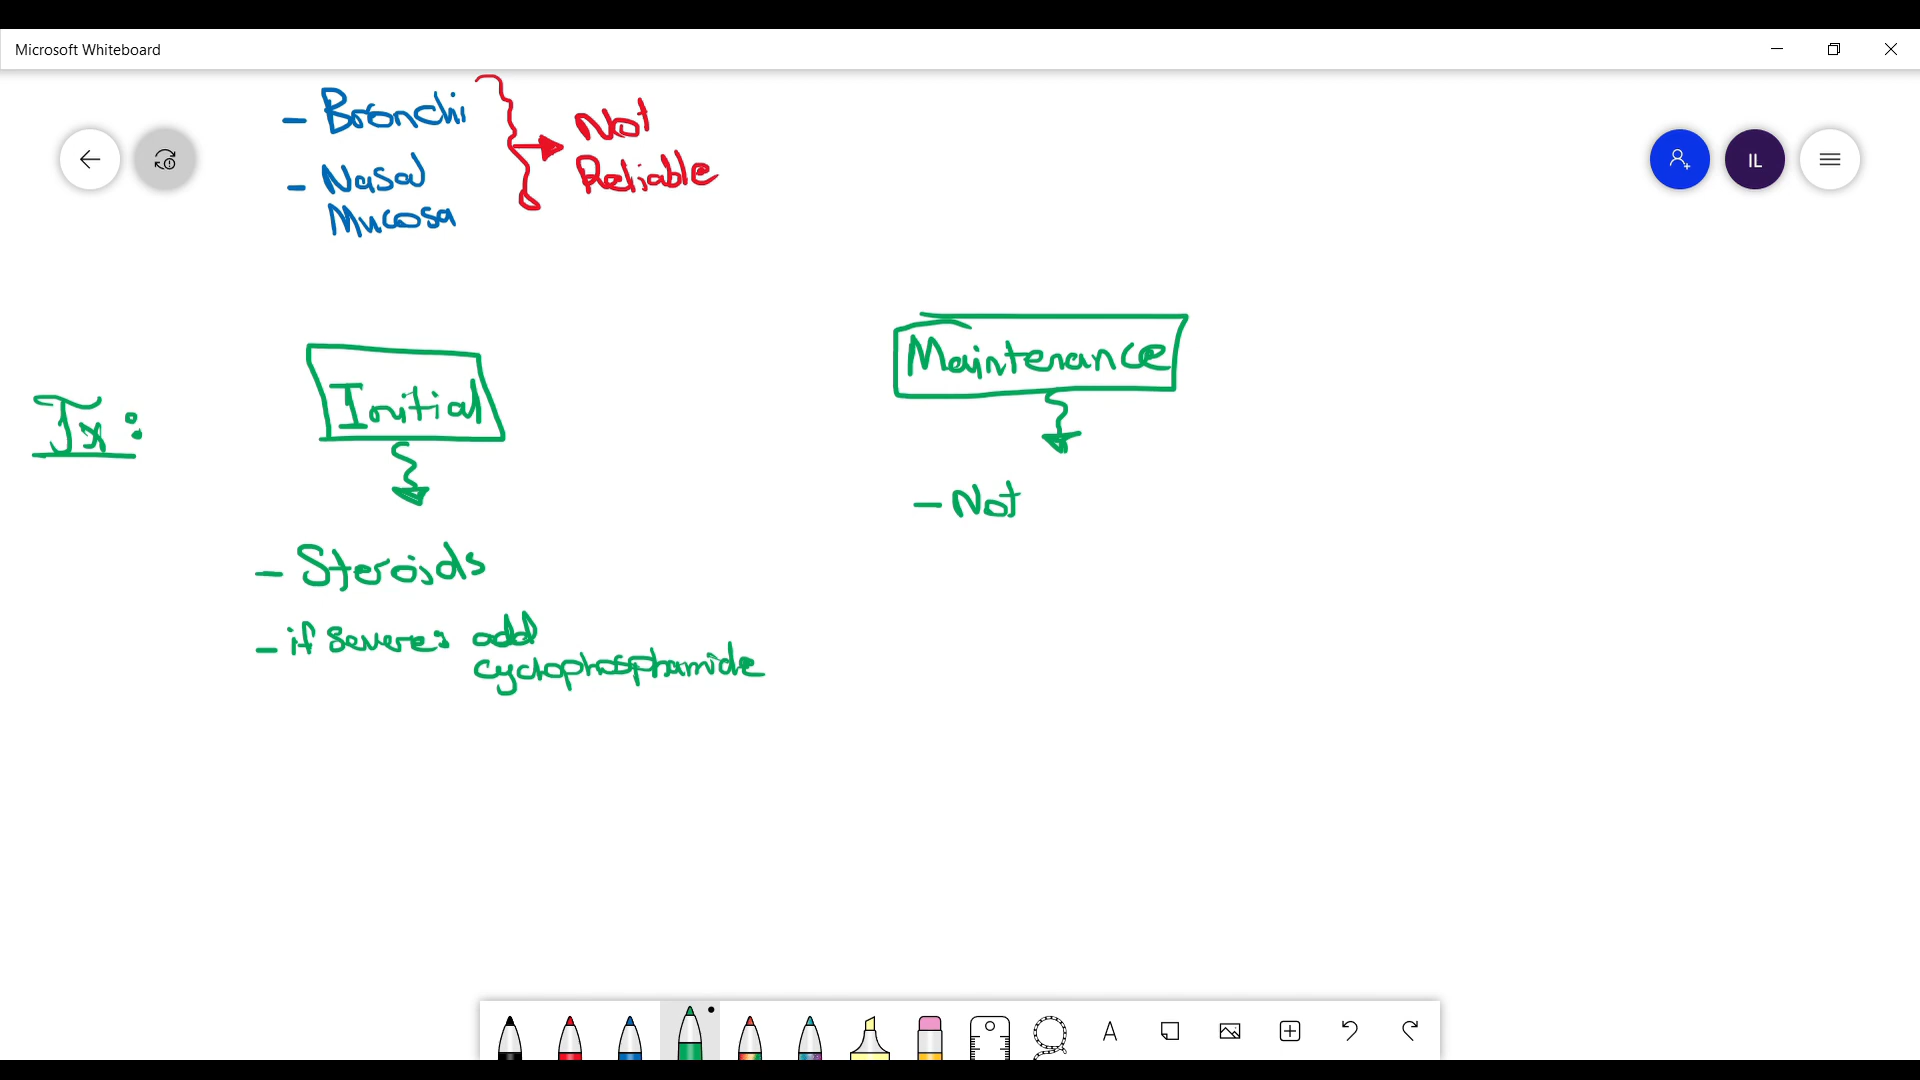 Microsoft Whiteboard
- Bronchi
- Nasal
Mucosa
Not
Reliable
Tx:
Initial
- Steroids
- if severe: add
cyclophosphamide
Maintenance
- Not
IL
A